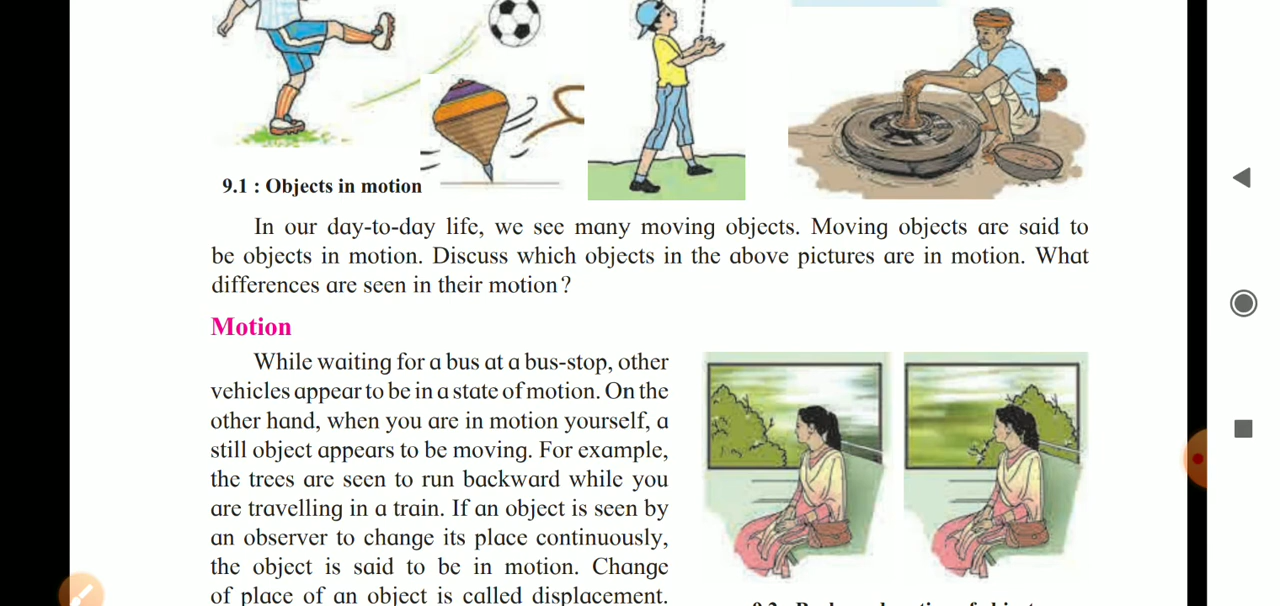 9.1 : Objects in motion
In our day-to-day life, we see many moving objects. Moving objects are said to
be objects in motion. Discuss which objects in the above pictures are in motion. What
differences are seen in their motion?
Motion
While waiting for a bus at a bus-stop, other
vehicles appear to be in a state of motion. On the
other hand, when you are in motion yourself, a
still object appears to be moving. For example,
the trees are seen to run backward while you
are travelling in a train. If an object is seen by
an observer to change its place continuously,
the object is said to be in motion. Change
of place of an object is called displacement.